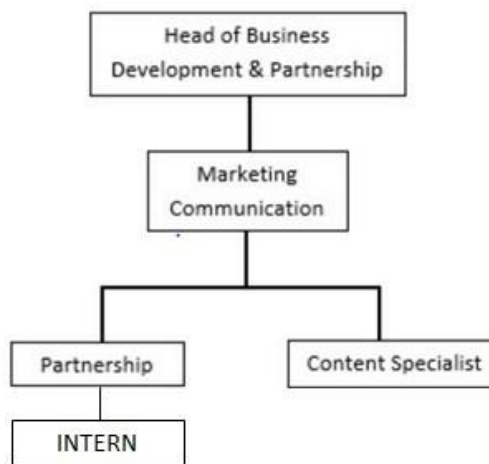 Head of Business
Development & Partnership
Marketing
Communication
Partnership
Content Specialist
INTERN